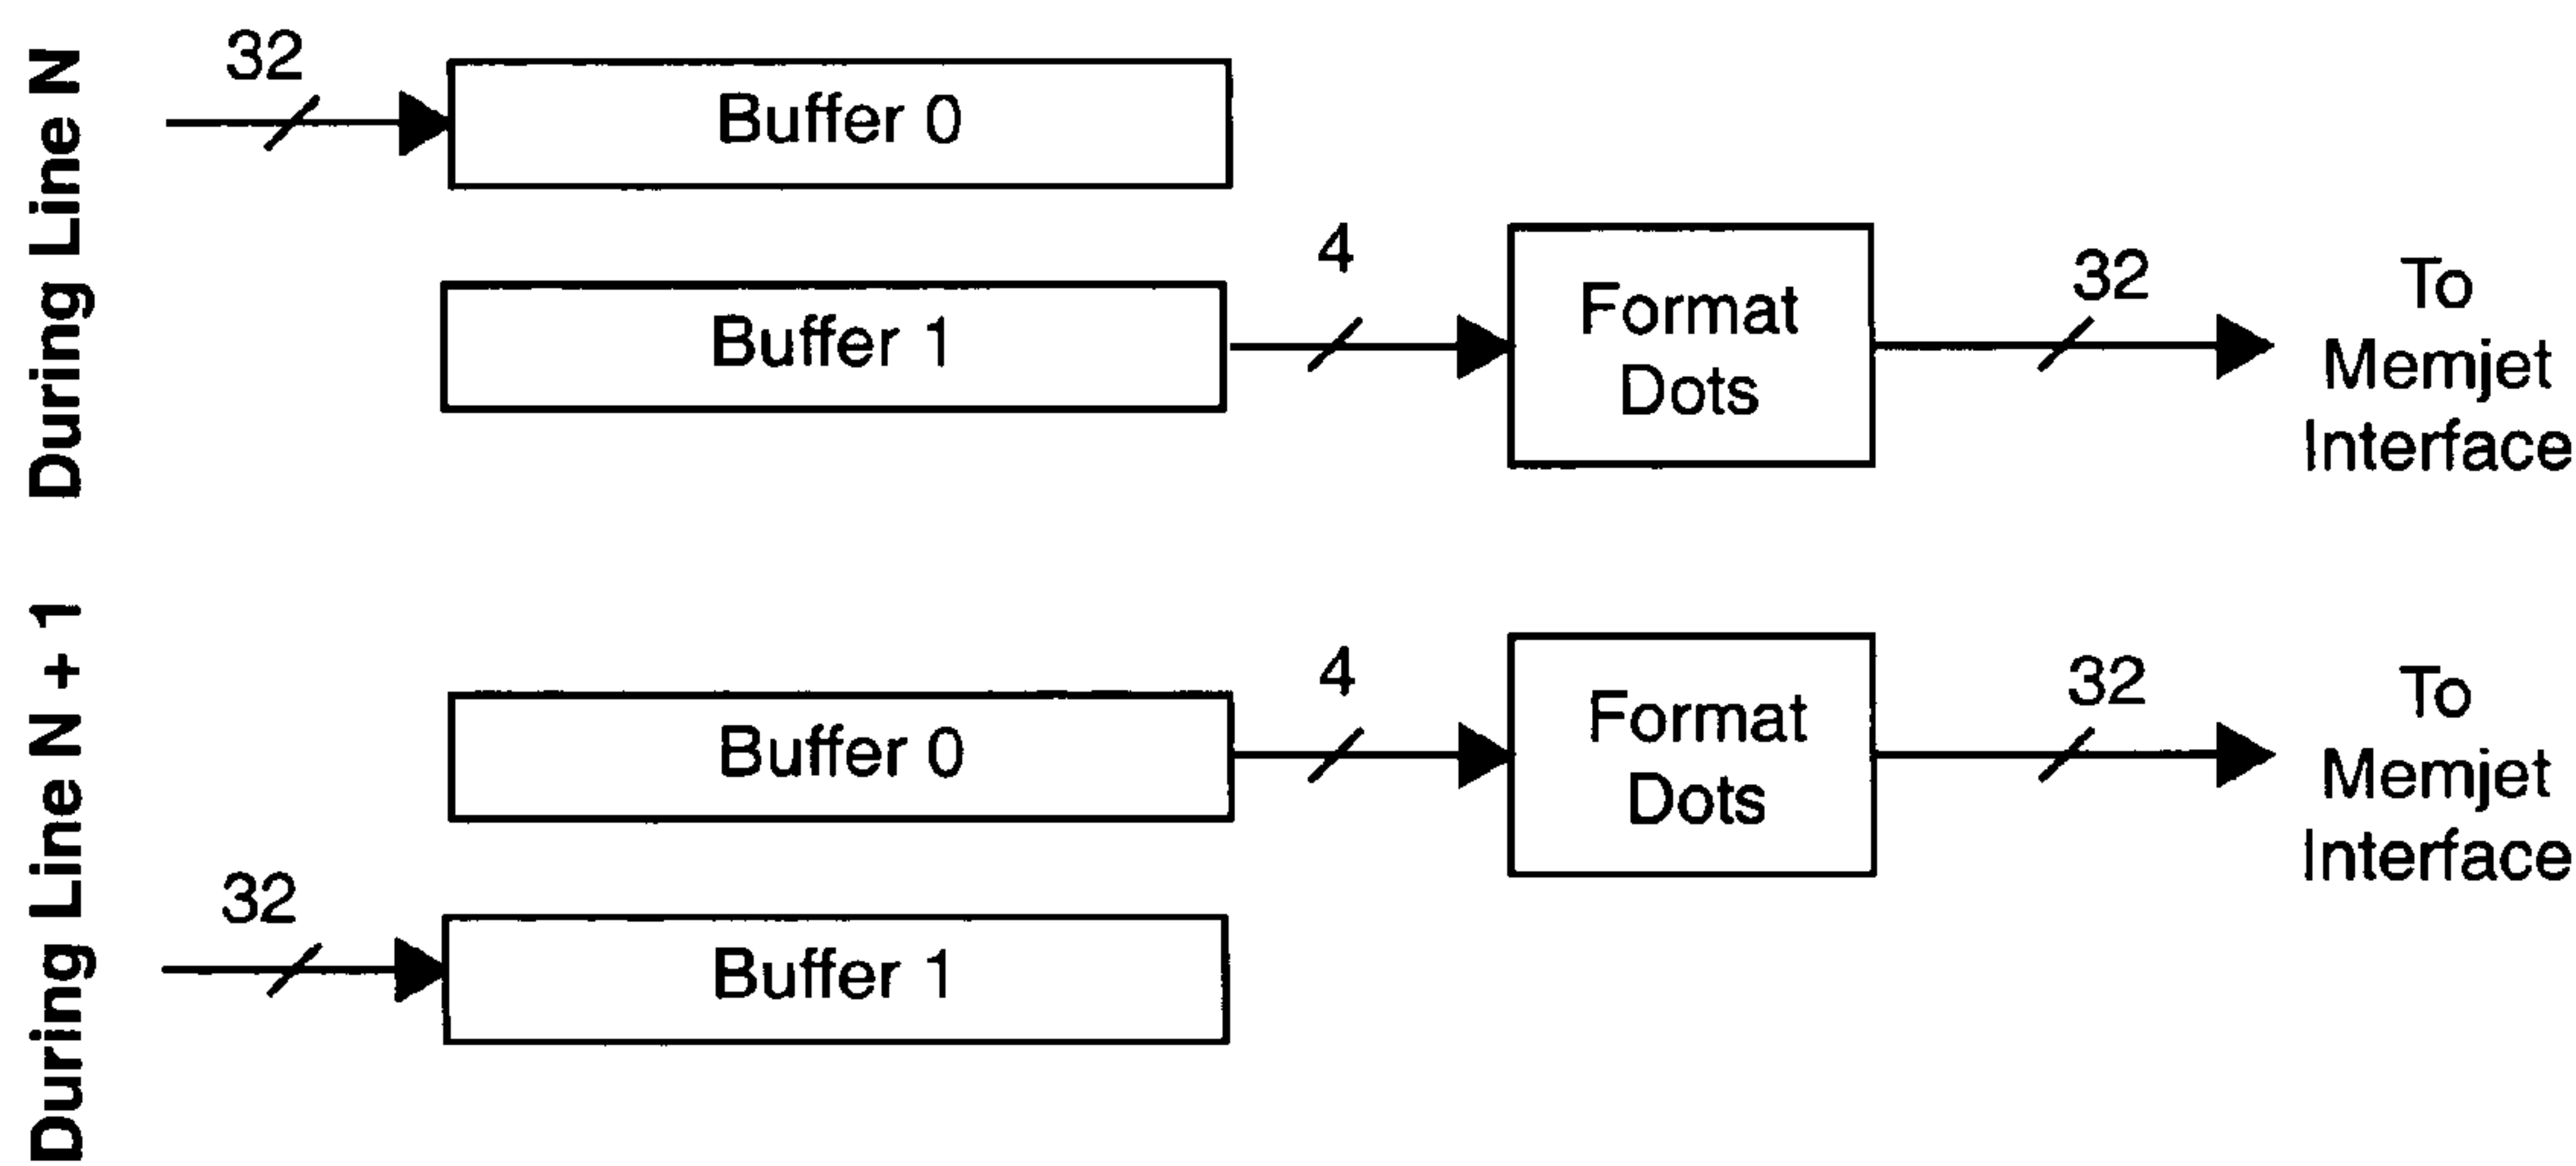 During Line N
32
Buffer 0
Buffer 1
4
Format
Dots
32
To
Memjet
Interface
During Line N + 1
Buffer 0
4
Format
Dots
32
To
Memjet
Interface
32
Buffer 1